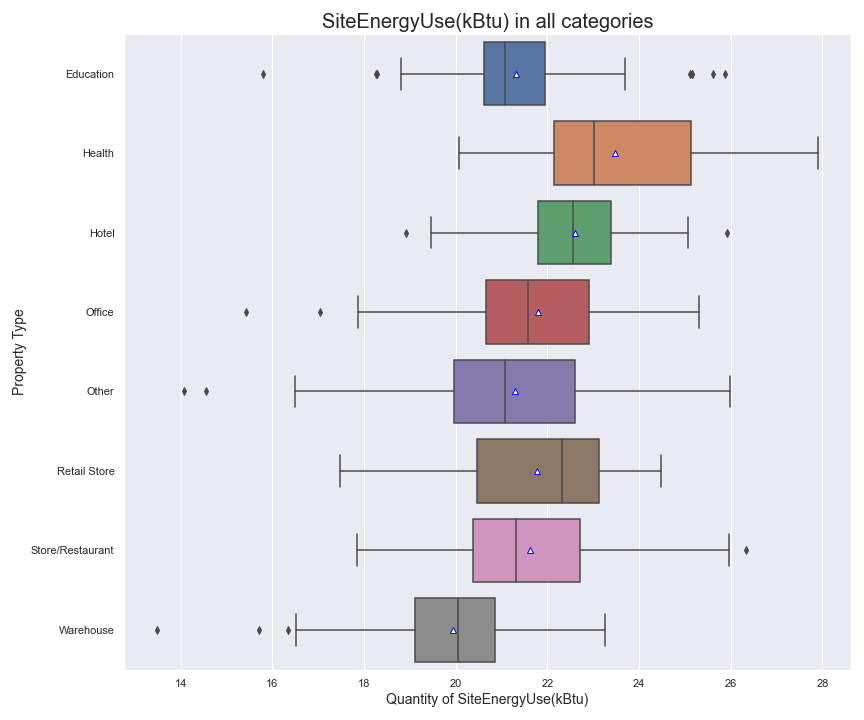 SiteEnergyUse(kBtu) in all categories
Property Type
Education
Health
Hotel
Office
Other
Retail Store
Store/Restaurant
Warehouse
14 16 18 20 22 24 26 28
Quantity of SiteEnergyUse(kBtu)